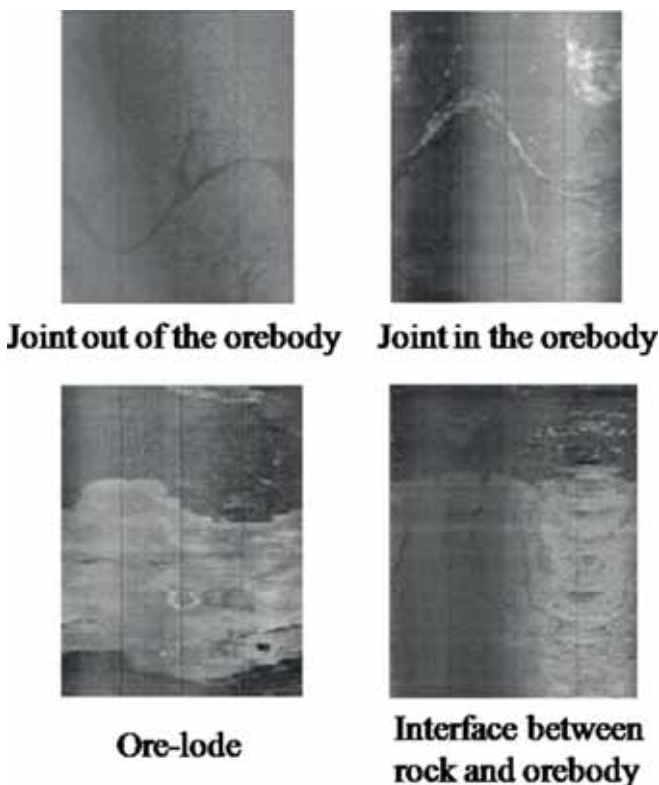 Joint out of the orebody
Joint in the orebody
Ore-lode
Interface between
rock and orebody